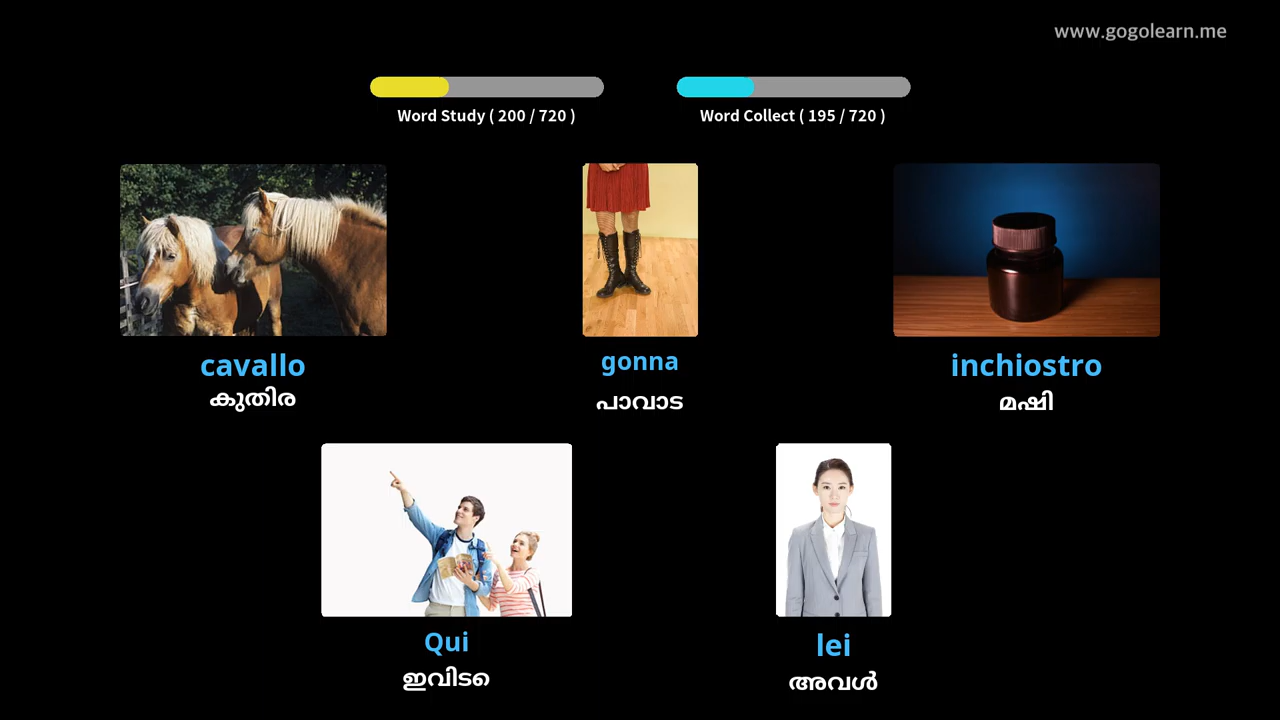 www.gogolearn.me
Word Study ( 200 / 720 )
Word Collect ( 195 / 720 )
cavallo
കുതിര
gonna
പാവാട
inchiostro
മഷി
Qui
ഇവിടെ
lei
അവൾ